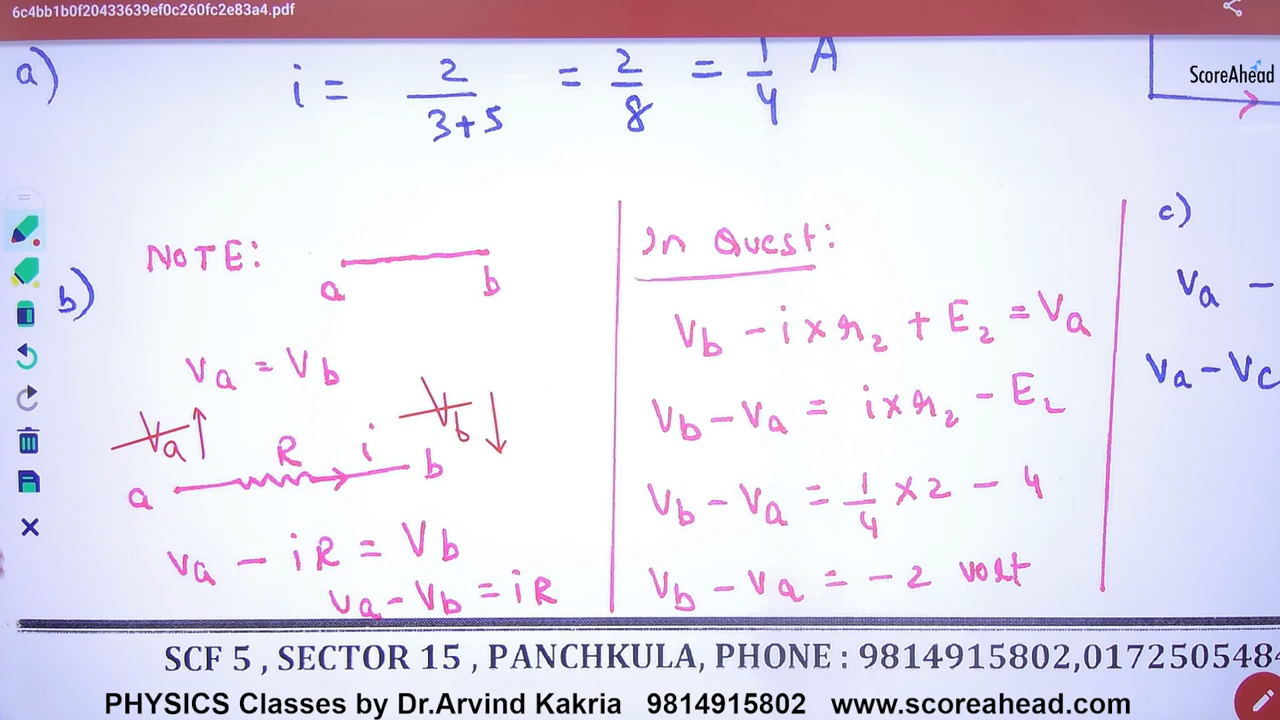 6c4bb1b0f20433639ef0c260fc2e83a4.pdf
a)
i = 2/(3+5) = 2/8 = 1/4 A
ScoreAhead
b)
NOTE:
a b
Va = Vb
Va ↑ R i Vb ↓
a b
Va - iR = Vb
Va - Vb = iR
In Quest:
Vb - i × r2 + E2 = Va
Vb - Va = i × r2 - E2
Vb - Va = 1/4 × 2 - 4
Vb - Va = -2 volt
c)
Va -
Va - Vc
SCF 5 , SECTOR 15 , PANCHKULA, PHONE : 9814915802,0172505484
PHYSICS Classes by Dr.Arvind Kakria 9814915802 www.scoreahead.com